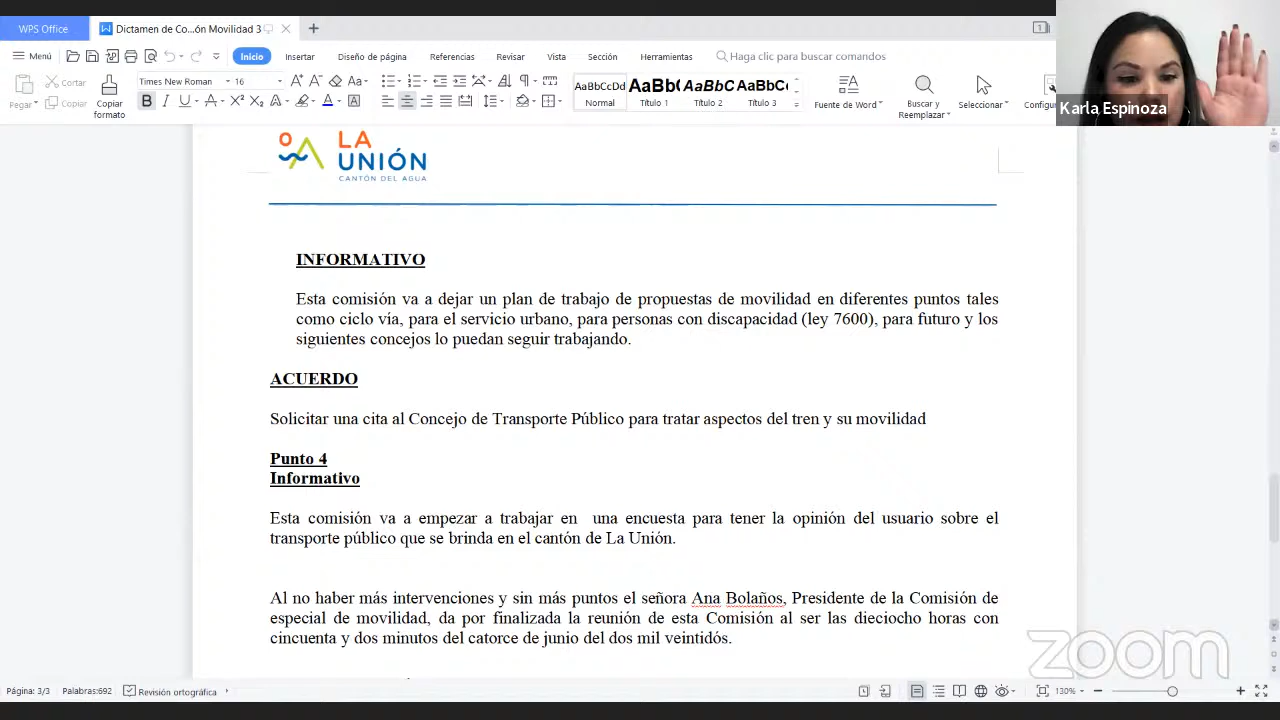 WPS Office
Dictamen de Co...ón Movilidad 3
1
Menú
Inicio
Insertar
Diseño de página
Referencias
Revisar
Vista
Sección
Herramientas
Haga clic para buscar comandos
Pegar
Cortar
Copiar
Copiar formato
Times New Roman
16
AaBbCcDd
Normal
AaBb(
Título 1
AaBbC
Título 2
AaBbC
Título 3
Fuente de Word
Buscar y Reemplazar
Seleccionar
Configu
Karla Espinoza
LA
UNIÓN
CANTÓN DEL AGUA
INFORMATIVO
Esta comisión va a dejar un plan de trabajo de propuestas de movilidad en diferentes puntos tales
como ciclo vía, para el servicio urbano, para personas con discapacidad (ley 7600), para futuro y los
siguientes concejos lo puedan seguir trabajando.
ACUERDO
Solicitar una cita al Concejo de Transporte Público para tratar aspectos del tren y su movilidad
Punto 4
Informativo
Esta comisión va a empezar a trabajar en una encuesta para tener la opinión del usuario sobre el
transporte público que se brinda en el cantón de La Unión.
Al no haber más intervenciones y sin más puntos el señora Ana Bolaños, Presidente de la Comisión de
especial de movilidad, da por finalizada la reunión de esta Comisión al ser las dieciocho horas con
cincuenta y dos minutos del catorce de junio del dos mil veintidós.
zoom
Página: 3/3
Palabras:692
Revisión ortográfica
130%